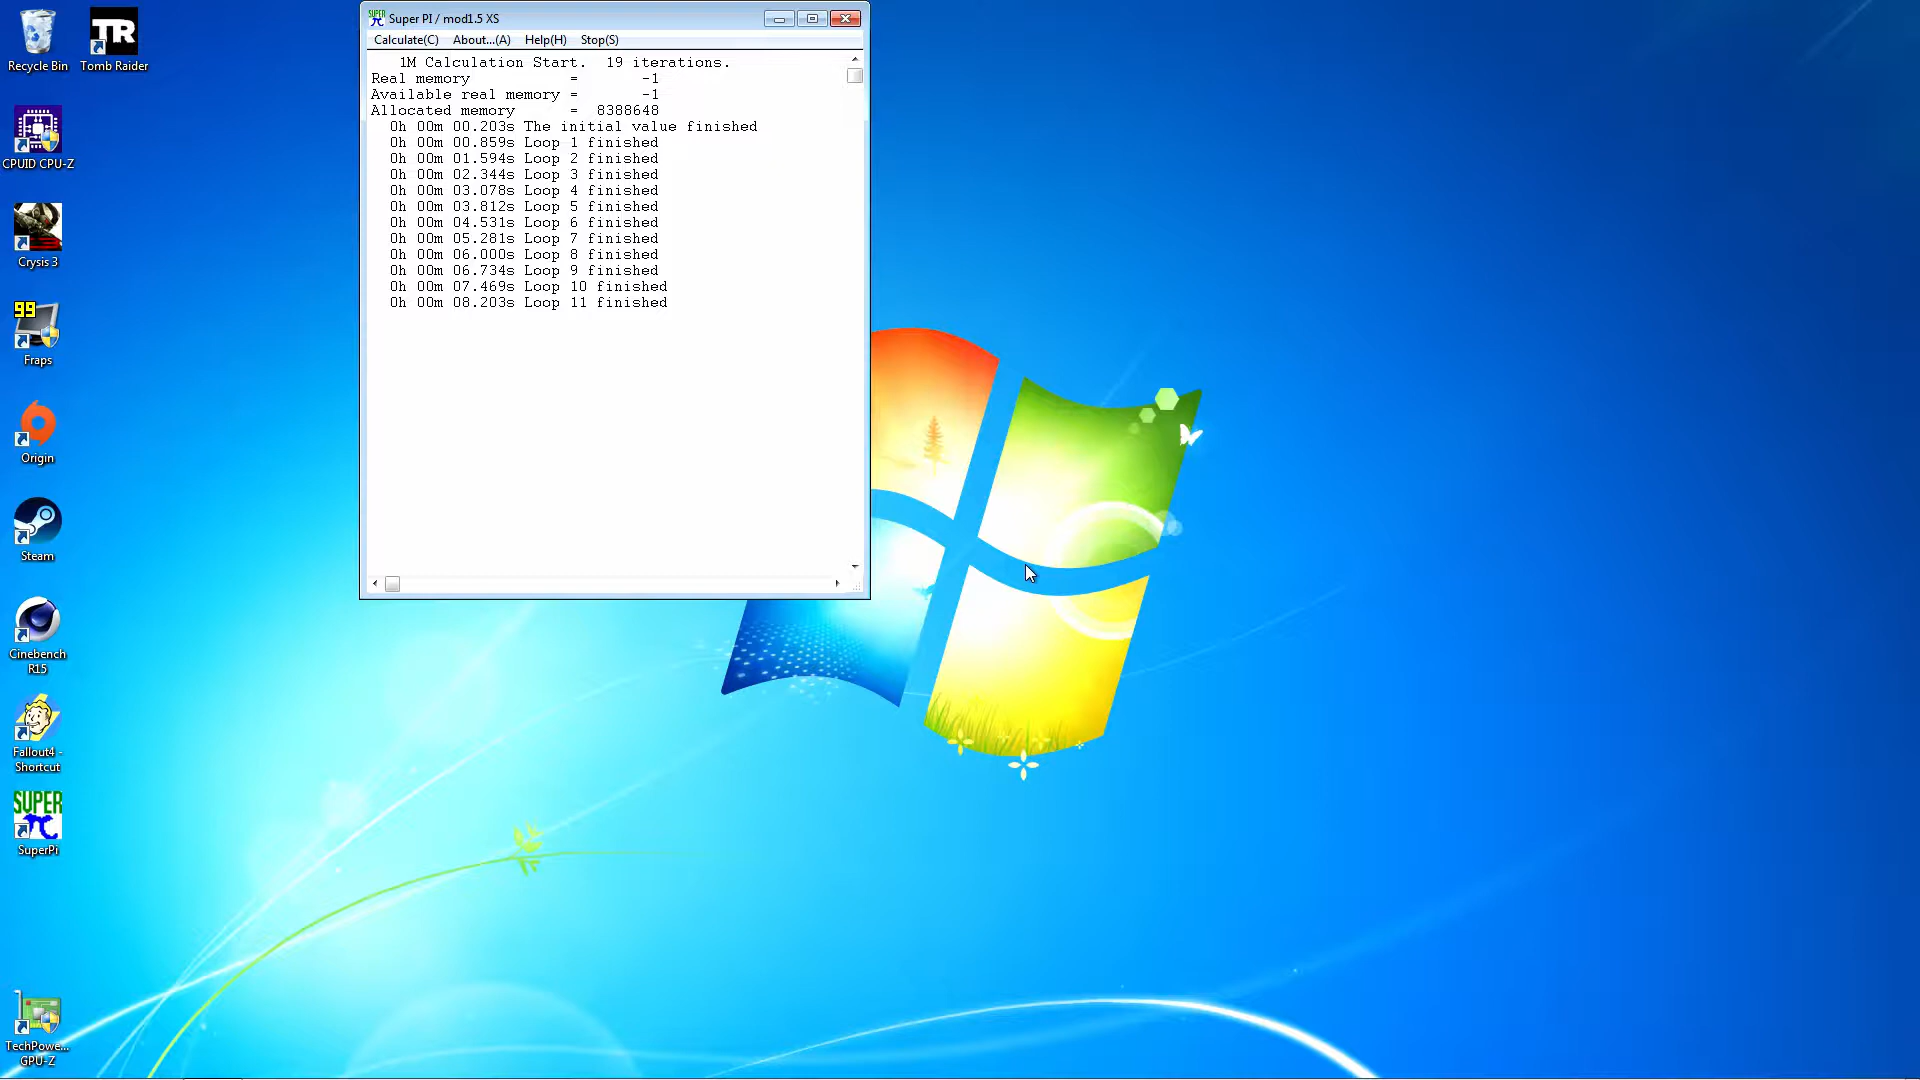 Recycle Bin
TR
Tomb Raider
CPUID CPU-Z
Crysis 3
99
Fraps
Origin
Steam
Cinebench
R15
Fallout4 -
Shortcut
SUPER
π
SuperPi
TechPowe...
GPU-Z
SUPER
π
Super PI / mod1.5 XS
Calculate(C) About...(A) Help(H) Stop(S)
1M Calculation Start. 19 iterations.
Real memory = -1
Available real memory = -1
Allocated memory = 8388648
0h 00m 00.203s The initial value finished
0h 00m 00.859s Loop 1 finished
0h 00m 01.594s Loop 2 finished
0h 00m 02.344s Loop 3 finished
0h 00m 03.078s Loop 4 finished
0h 00m 03.812s Loop 5 finished
0h 00m 04.531s Loop 6 finished
0h 00m 05.281s Loop 7 finished
0h 00m 06.000s Loop 8 finished
0h 00m 06.734s Loop 9 finished
0h 00m 07.469s Loop 10 finished
0h 00m 08.203s Loop 11 finished